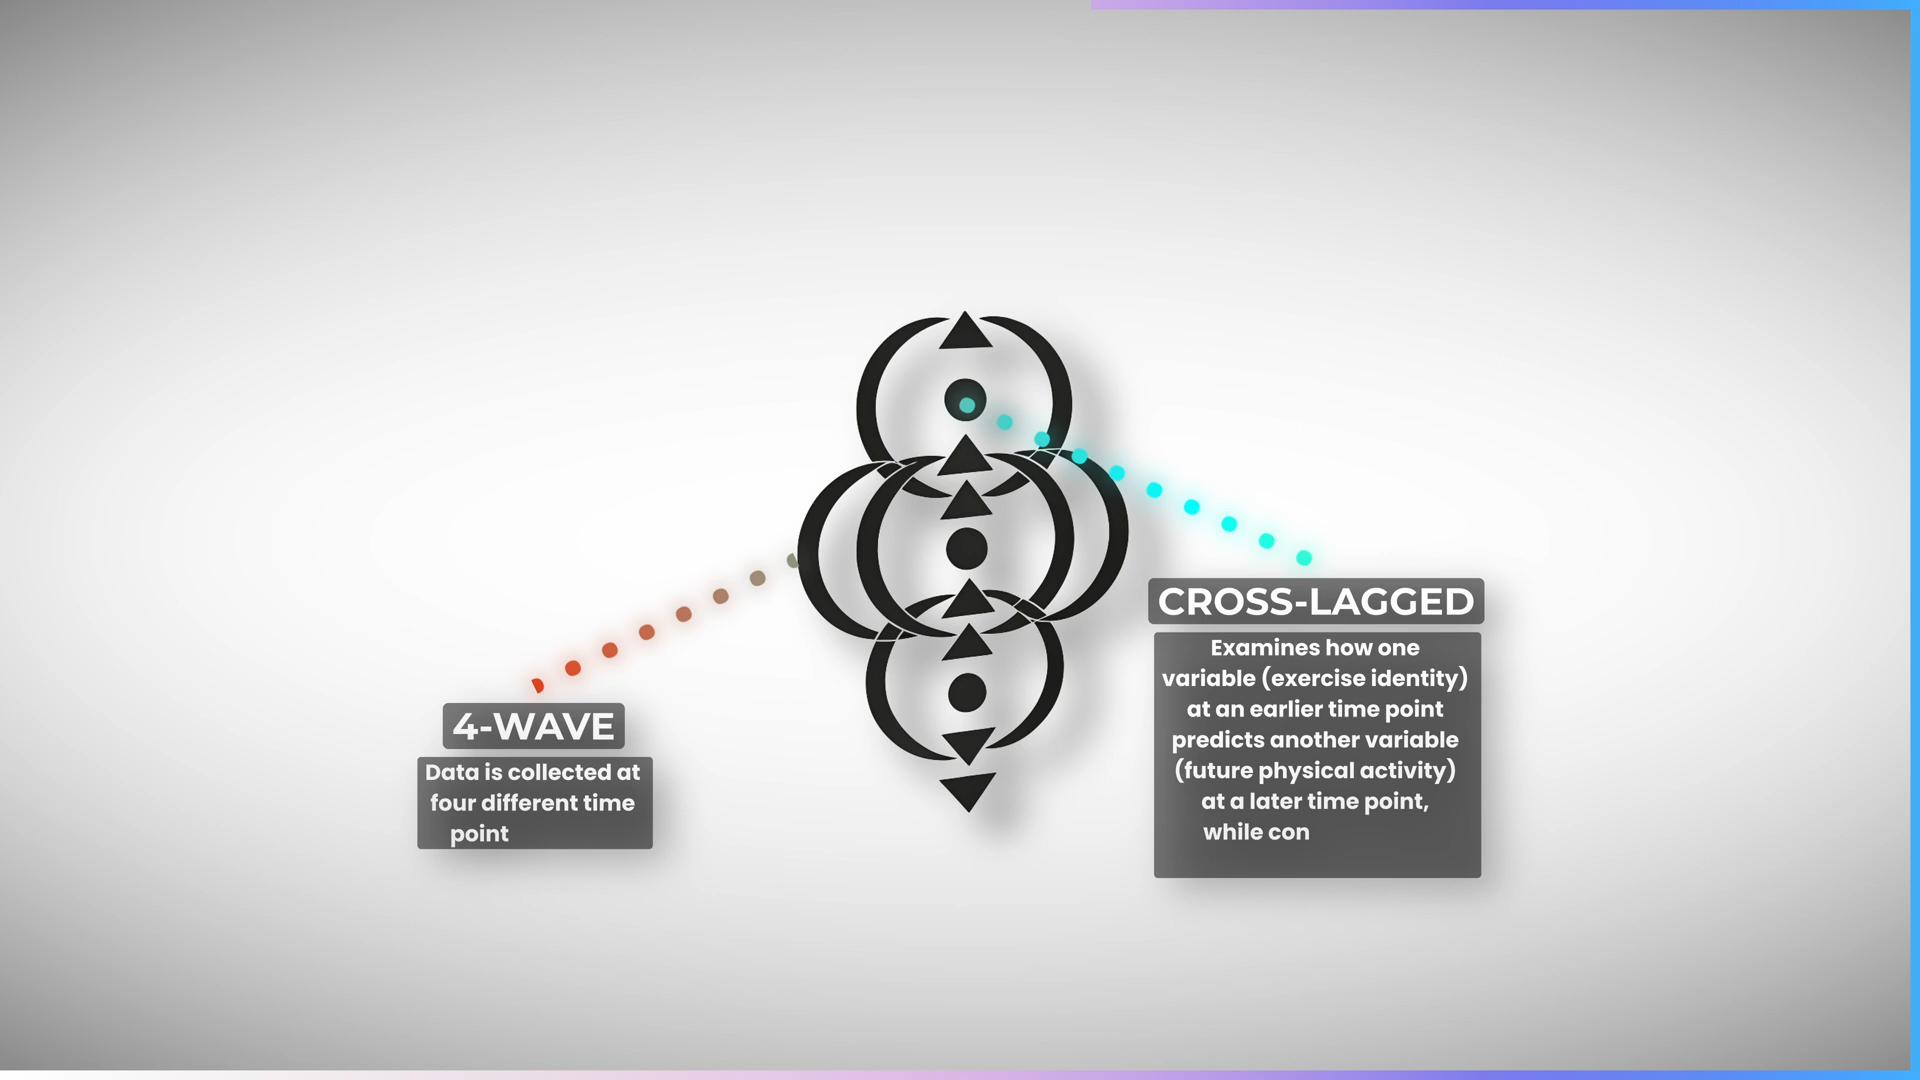 4-WAVE
Data is collected at
four different time
point
CROSS-LAGGED
Examines how one
variable (exercise identity)
at an earlier time point
predicts another variable
(future physical activity)
at a later time point,
while con